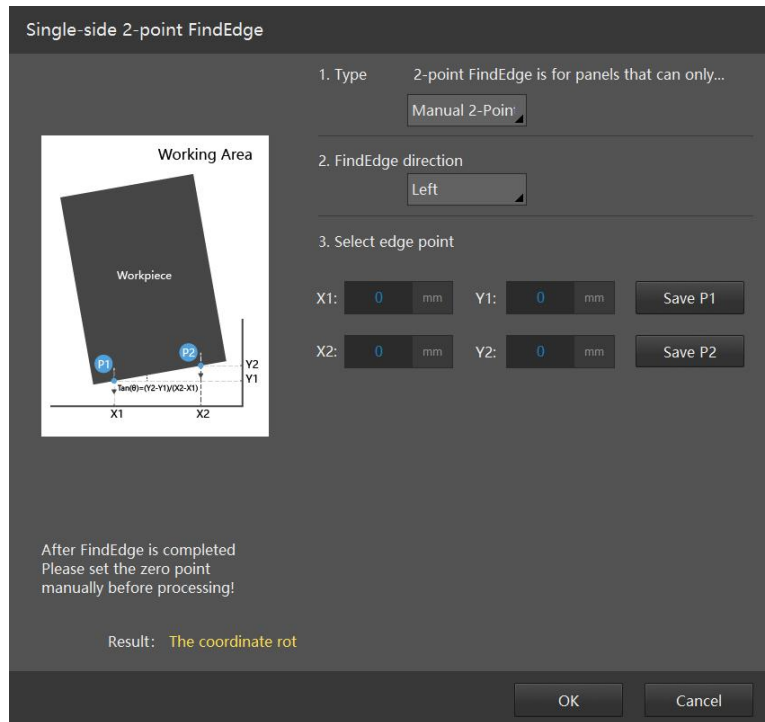 Single-side 2-point FindEdge
1. Type 2-point FindEdge is for panels that can only...
Manual 2-Poin
Working Area
2. FindEdge direction
Left
3. Select edge point
Workpiece
X1: 0 mm Y1: 0 mm Save P1
X2: 0 mm Y2: 0 mm Save P2
P1
P2
Y2
Y1
Tan(θ)=(Y2-Y1)/(X2-X1)
X1 X2
After FindEdge is completed
Please set the zero point
manually before processing!
Result: The coordinate rot
OK Cancel